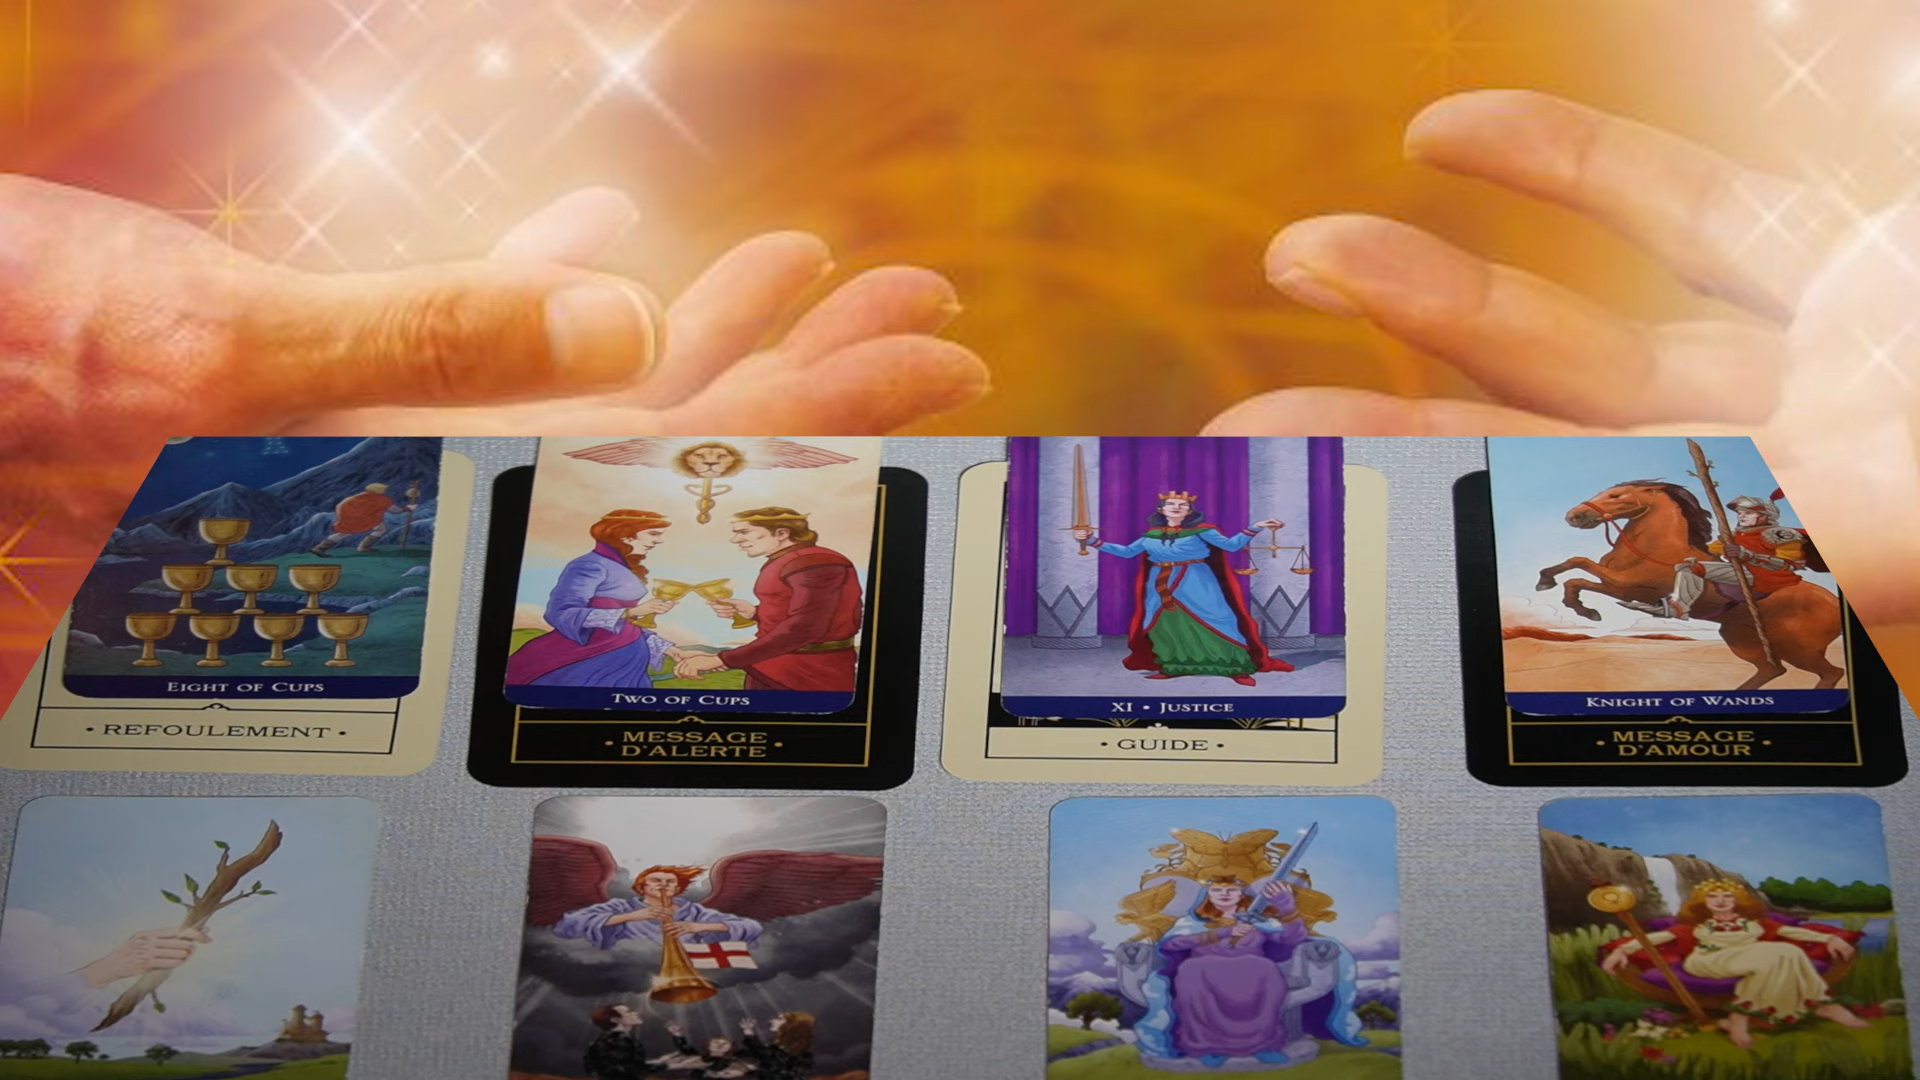 EIGHT OF CUPS
• REFOULEMENT •
TWO OF CUPS
• MESSAGE
D'ALERTE •
XI • JUSTICE
• GUIDE •
KNIGHT OF WANDS
• MESSAGE
D'AMOUR •